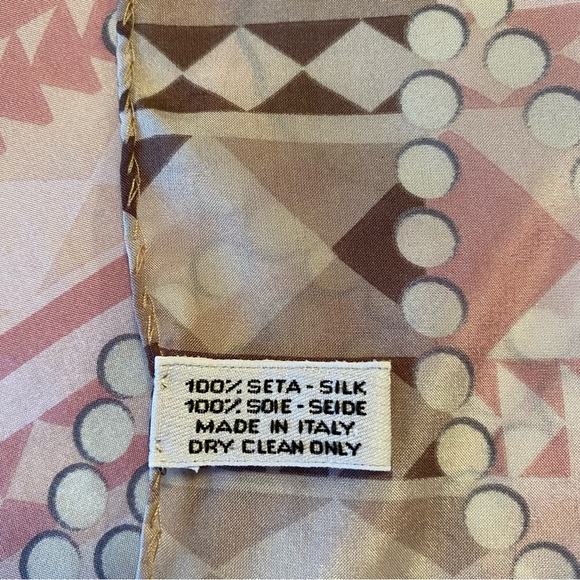 100% SETA - SILK
100% SOIE - SEIDE
MADE IN ITALY
DRY CLEAN ONLY